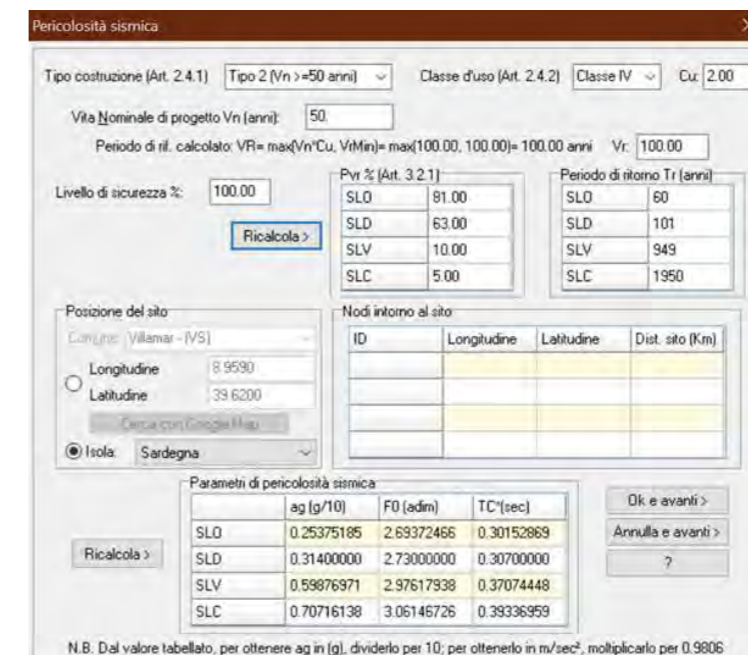 Pericolosità sismica
Tipo costruzione (Art. 2.4.1) Tipo 2 (Vn >=50 anni) Classe d'uso (Art. 2.4.2) Classe IV Cu: 2.00
Vita Nominale di progetto Vn (anni): 50.
Periodo di rif. calcolato: VR= max(Vn*Cu, VrMin)= max(100.00, 100.00)= 100.00 anni Vr: 100.00
Livello di sicurezza %: 100.00
Ricalcola >
Pvr % (Art. 3.2.1)
SLO 81.00
SLD 63.00
SLV 10.00
SLC 5.00
Periodo di ritorno Tr (anni)
SLO 60
SLD 101
SLV 949
SLC 1950
Posizione del sito
Comune: Villamar - (VS)
Longitudine 8.9590
Latitudine 39.6200
Cerca con Google Map
Isola: Sardegna
Nodi intorno al sito
ID Longitudine Latitudine Dist. sito (Km)
Parametri di pericolosità sismica
ag (g/10) F0 (adim) TC*(sec)
SLO 0.25375185 2.69372466 0.30152869
SLD 0.31400000 2.73000000 0.30700000
SLV 0.59876971 2.97617938 0.37074448
SLC 0.70716138 3.06146726 0.39336959
Ricalcola >
Ok e avanti >
Annulla e avanti >
?
N.B. Dal valore tabellato, per ottenere ag in (g), dividerlo per 10; per ottenerlo in m/sec², moltiplicarlo per 0.9806